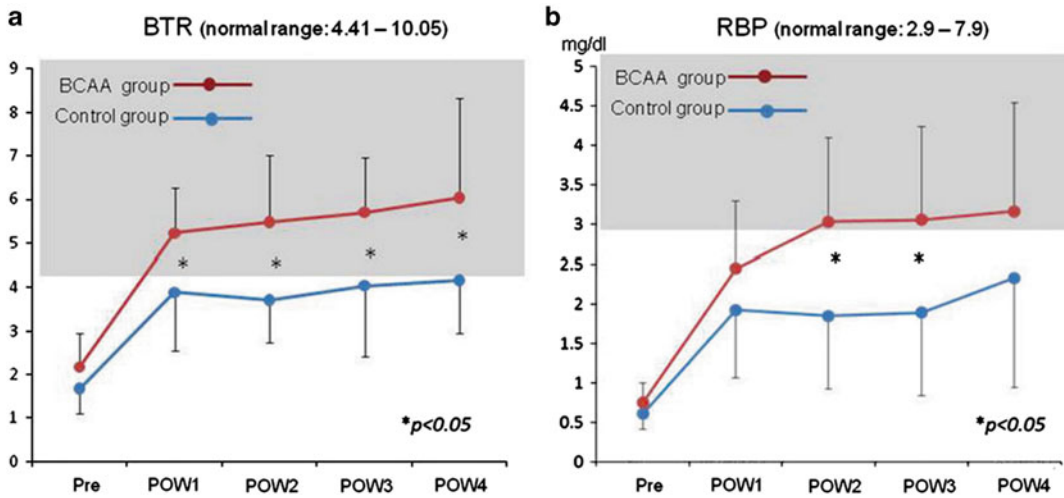 a
BTR (normal range: 4.41 – 10.05)
9
8
7
6
5
4
3
2
1
0
BCAA group
Control group
*
*
*
*
*p<0.05
Pre POW1 POW2 POW3 POW4
b
RBP (normal range: 2.9 – 7.9)
mg/dl
5
4.5
4
3.5
3
2.5
2
1.5
1
0.5
0
BCAA group
Control group
*
*
*p<0.05
Pre POW1 POW2 POW3 POW4